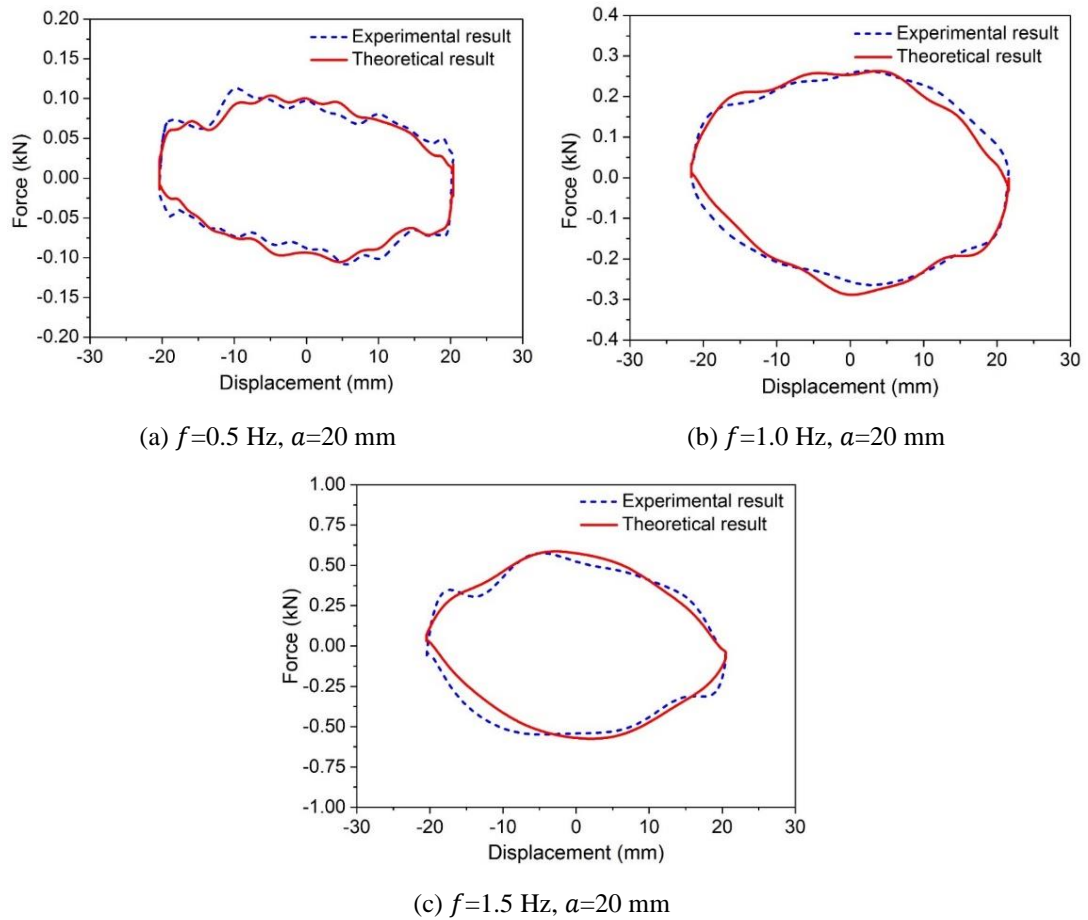 0.20
0.15
0.10
0.05
0.00
-0.05
-0.10
-0.15
-0.20
Force (kN)
-30 -20 -10 0 10 20 30
Displacement (mm)
Experimental result
Theoretical result
(a) f=0.5 Hz, a=20 mm
0.4
0.3
0.2
0.1
0.0
-0.1
-0.2
-0.3
-0.4
Force (kN)
-30 -20 -10 0 10 20 30
Displacement (mm)
Experimental result
Theoretical result
(b) f=1.0 Hz, a=20 mm
1.00
0.75
0.50
0.25
0.00
-0.25
-0.50
-0.75
-1.00
Force (kN)
-30 -20 -10 0 10 20 30
Displacement (mm)
Experimental result
Theoretical result
(c) f=1.5 Hz, a=20 mm